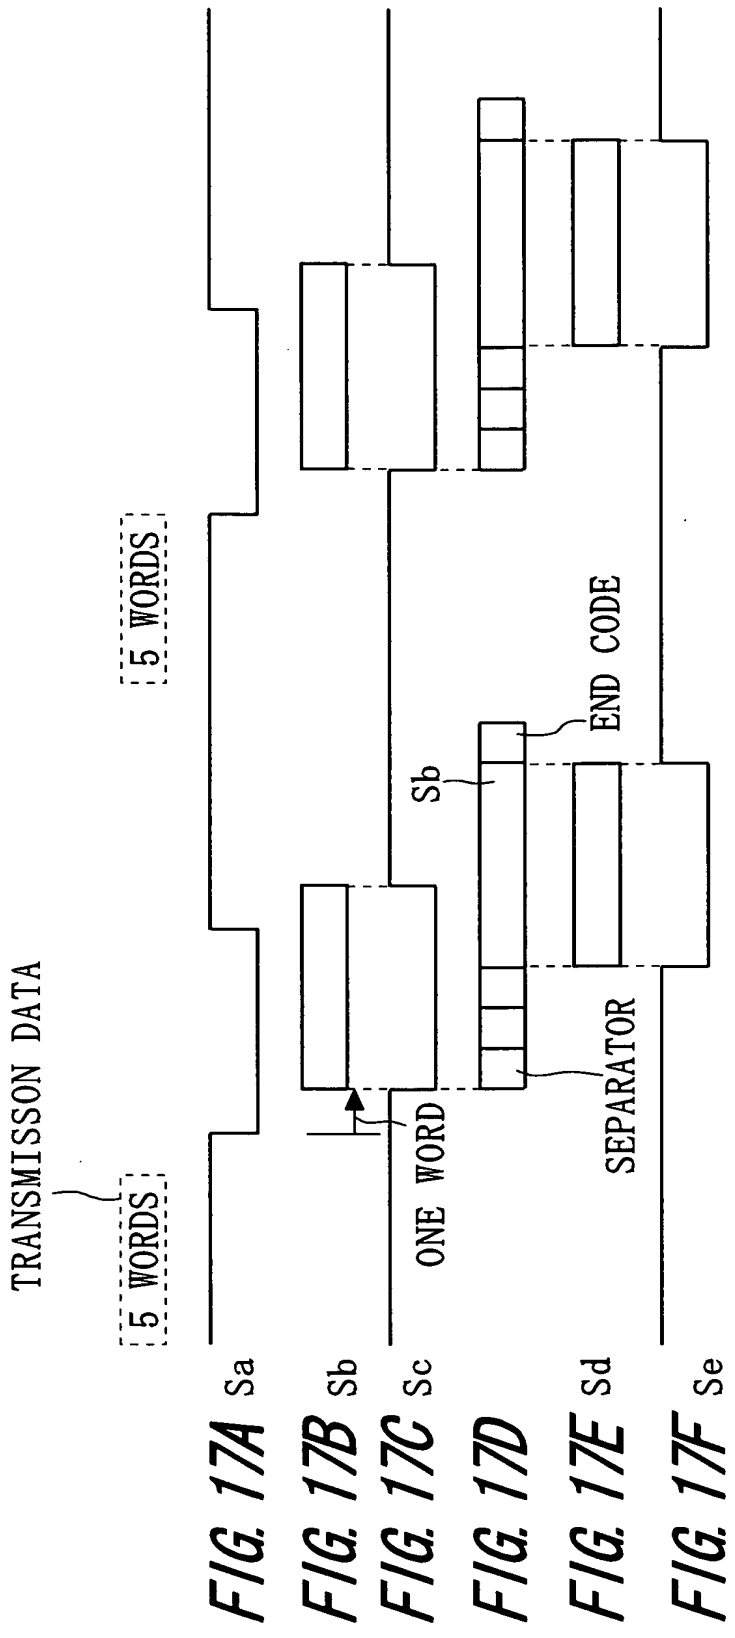 TRANSMISSON DATA
5 WORDS
5 WORDS
FIG. 17A Sa
FIG. 17B Sb
ONE WORD
FIG. 17C Sc
Sb
FIG. 17D
SEPARATOR
END CODE
FIG. 17E Sd
FIG. 17F Se